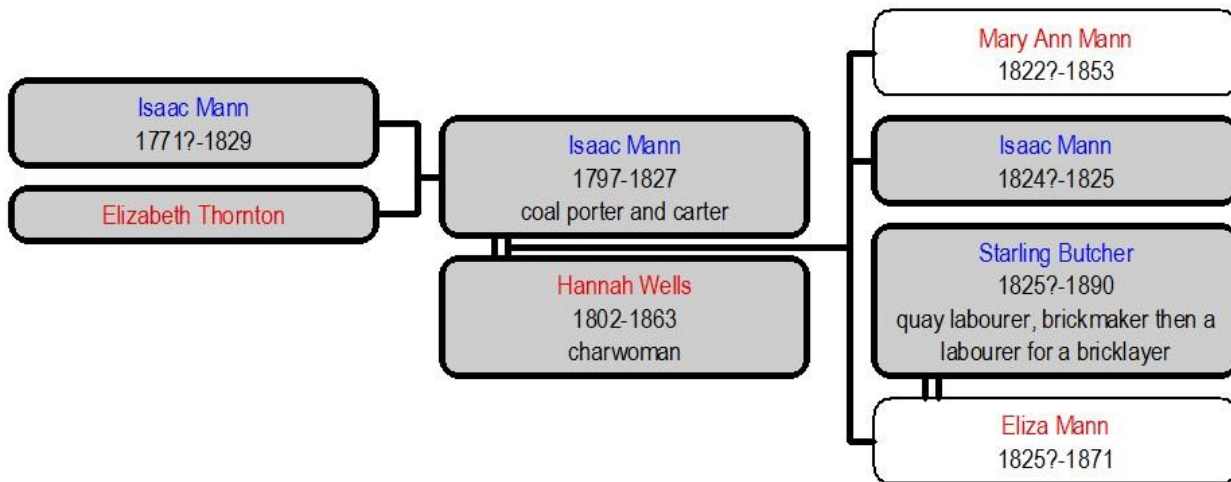 Isaac Mann
1771?-1829
Elizabeth Thornton
Isaac Mann
1797-1827
coal porter and carter
Hannah Wells
1802-1863
charwoman
Mary Ann Mann
1822?-1853
Isaac Mann
1824?-1825
Starling Butcher
1825?-1890
quay labourer, brickmaker then a
labourer for a bricklayer
Eliza Mann
1825?-1871